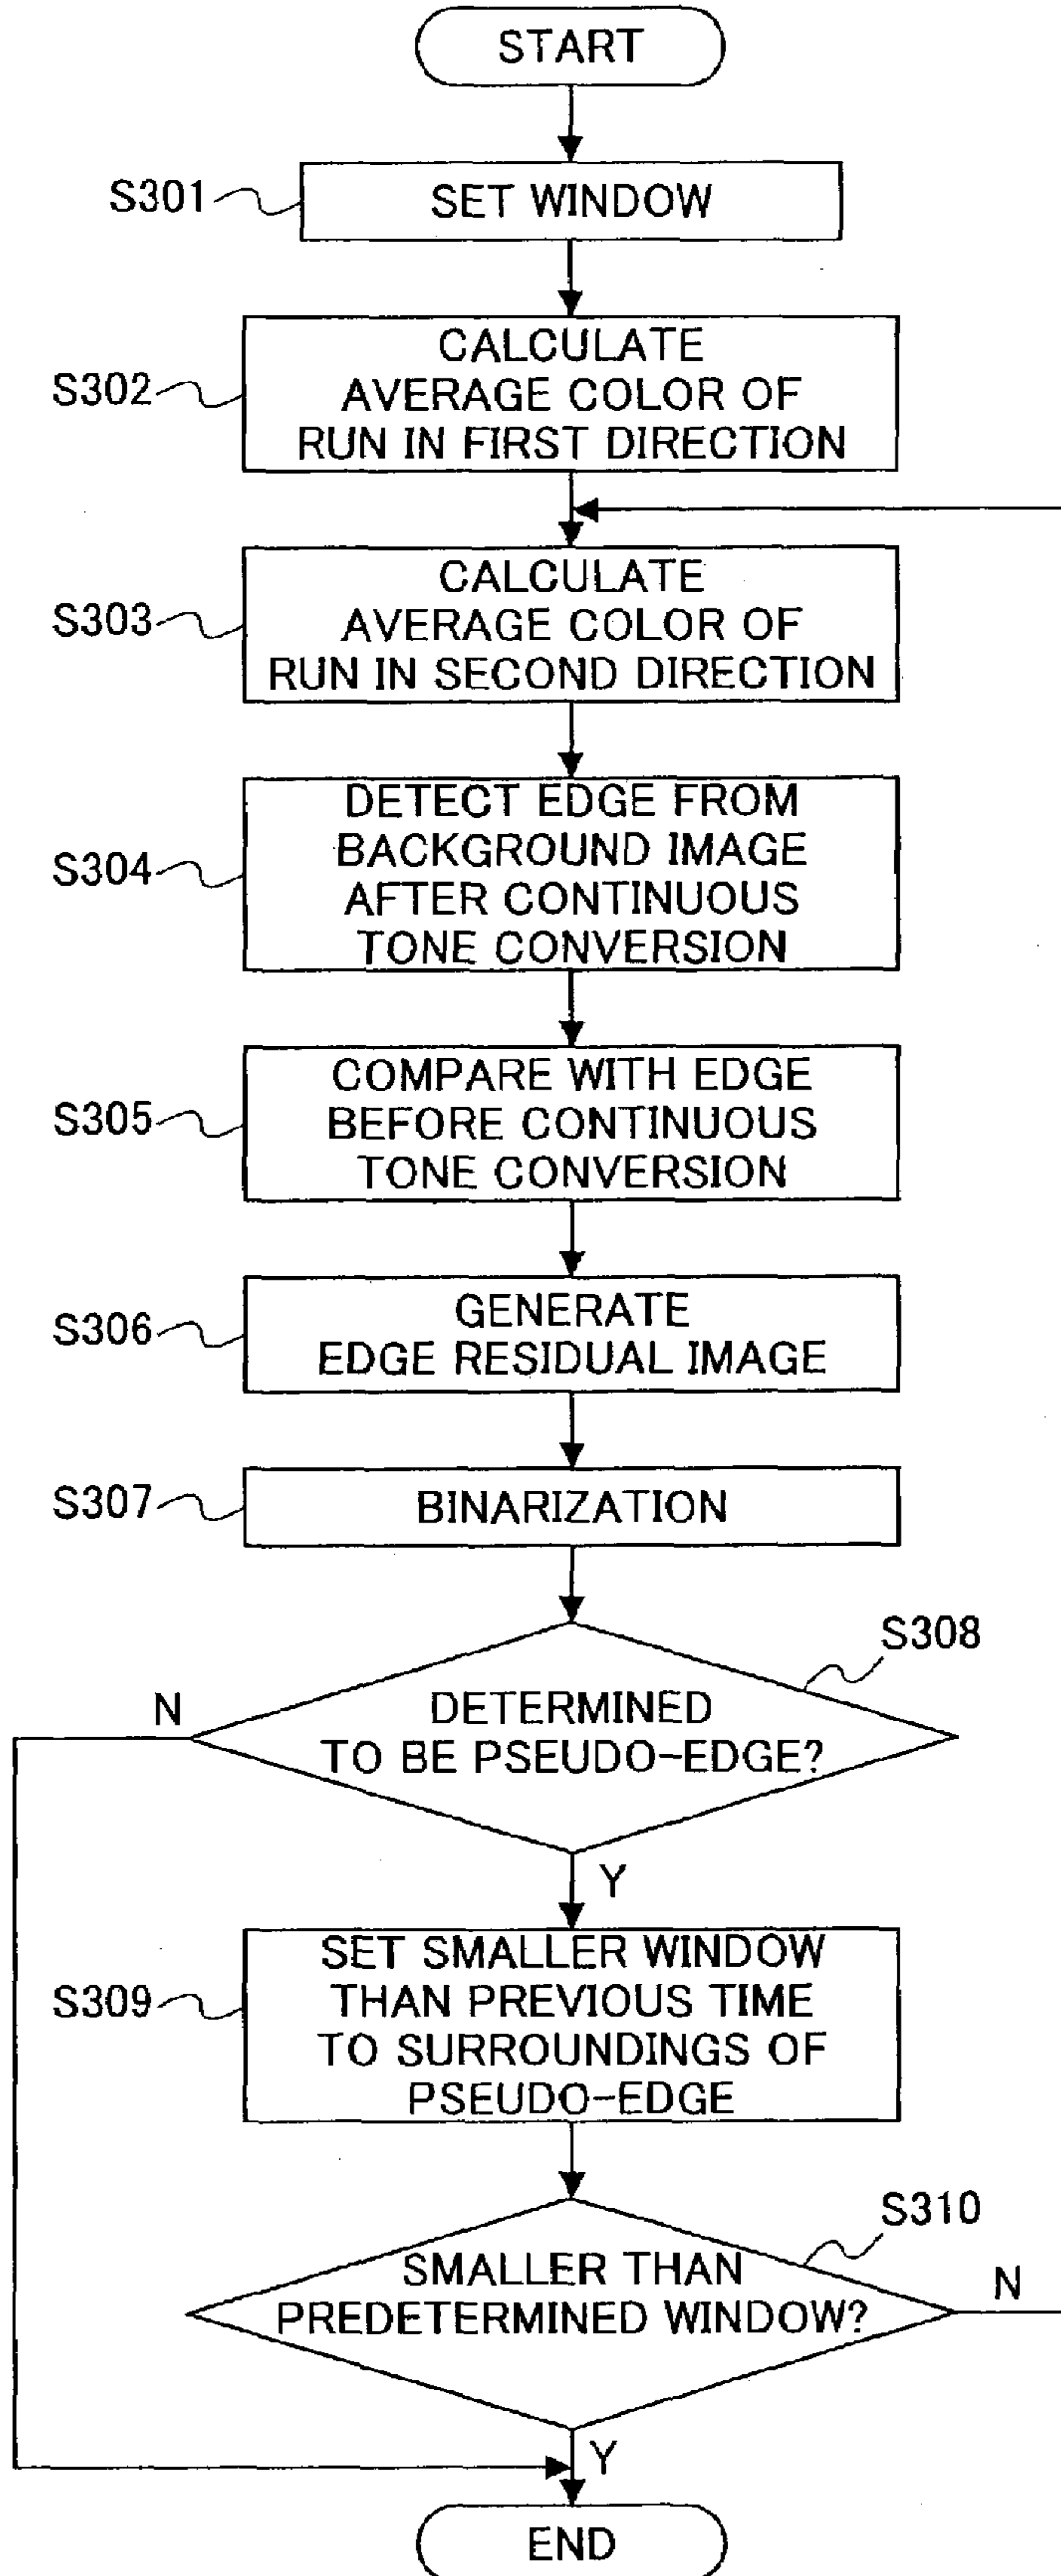 START
S301
SET WINDOW
S302
CALCULATE
AVERAGE COLOR OF
RUN IN FIRST DIRECTION
S303
CALCULATE
AVERAGE COLOR OF
RUN IN SECOND DIRECTION
S304
DETECT EDGE FROM
BACKGROUND IMAGE
AFTER CONTINUOUS
TONE CONVERSION
S305
COMPARE WITH EDGE
BEFORE CONTINUOUS
TONE CONVERSION
S306
GENERATE
EDGE RESIDUAL IMAGE
S307
BINARIZATION
S308
N
DETERMINED
TO BE PSEUDO-EDGE?
Y
S309
SET SMALLER WINDOW
THAN PREVIOUS TIME
TO SURROUNDINGS OF
PSEUDO-EDGE
S310
SMALLER THAN
PREDETERMINED WINDOW?
N
Y
END